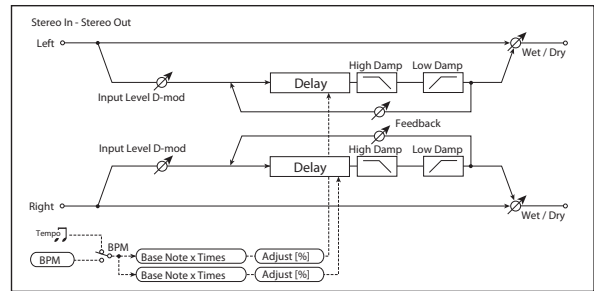 Stereo In - Stereo Out
Left
Wet / Dry
High Damp
Low Damp
Delay
Input Level D-mod
Feedback
Input Level D-mod
High Damp
Low Damp
Delay
Right
Wet / Dry
Tempo
BPM
BPM
Base Note x Times
Adjust [%]
Base Note x Times
Adjust [%]